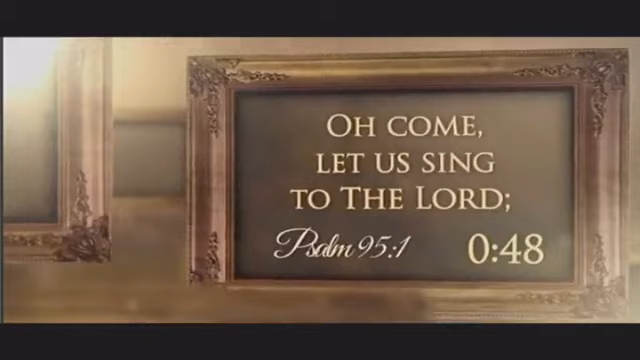 OH COME,
LET US SING
TO THE LORD;
Psalm 95:1 0:48